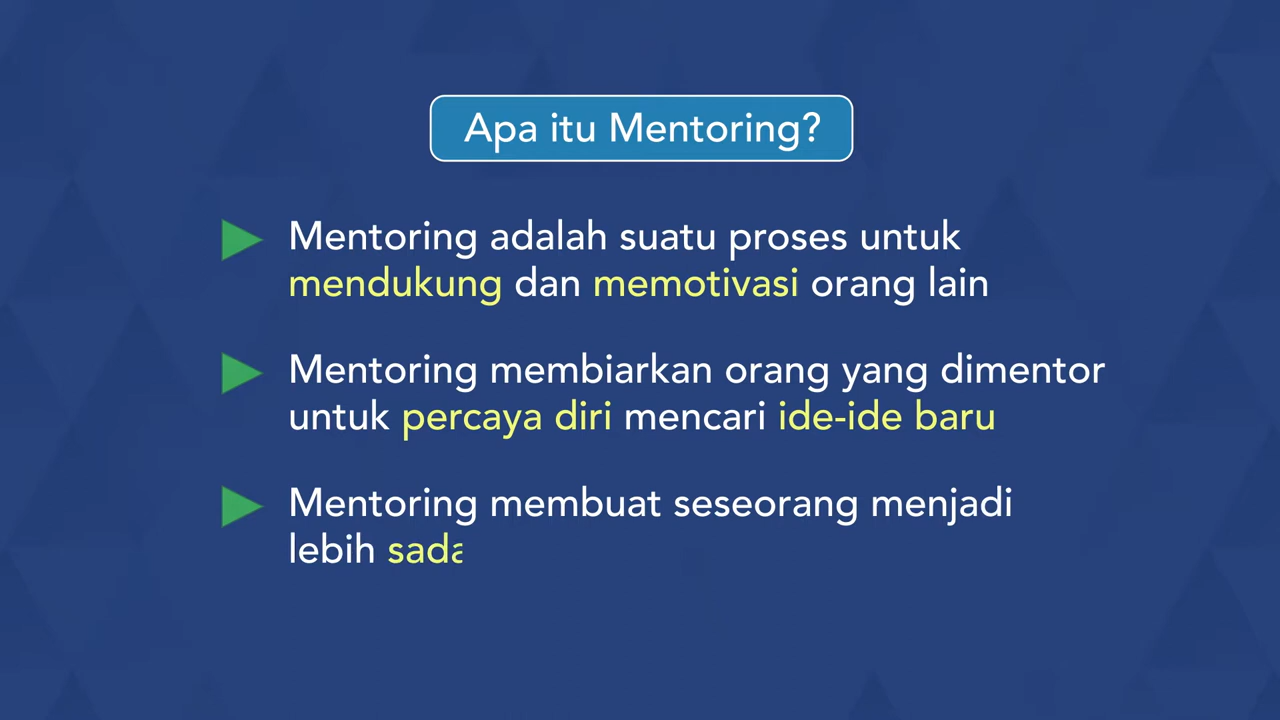 Apa itu Mentoring?
Mentoring adalah suatu proses untuk
mendukung dan memotivasi orang lain
Mentoring membiarkan orang yang dimentor
untuk percaya diri mencari ide-ide baru
Mentoring membuat seseorang menjadi
lebih